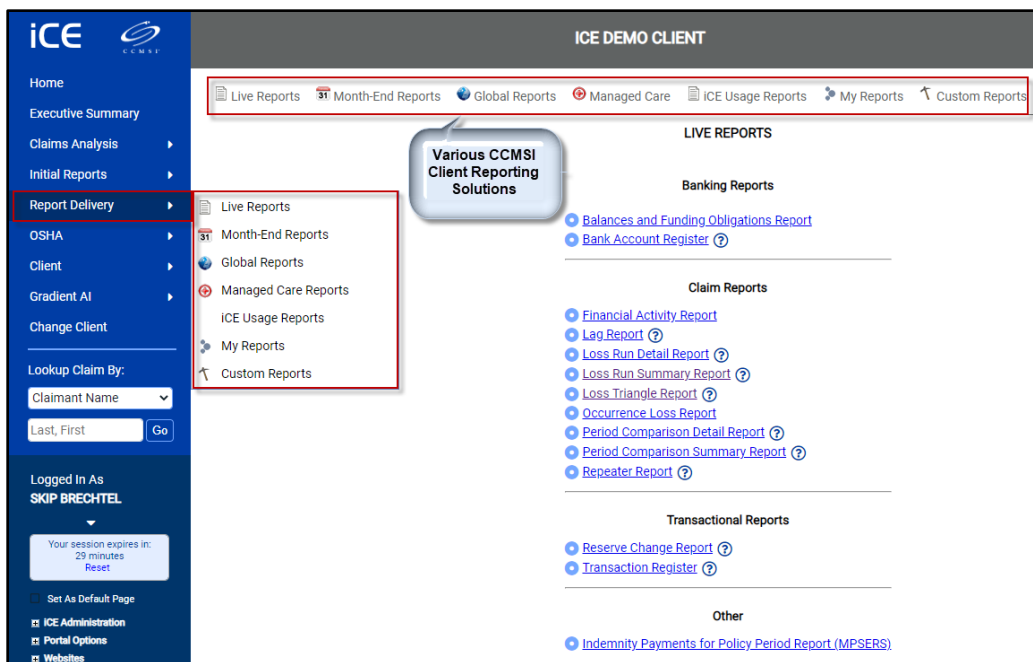 iCE
CCMSI
ICE DEMO CLIENT
Home
Executive Summary
Claims Analysis
Initial Reports
Report Delivery
OSHA
Client
Gradient AI
Change Client
Lookup Claim By:
Claimant Name
Last, First
Go
Logged In As
SKIP BRECHTEL
Your session expires in:
29 minutes
Reset
Set As Default Page
iCE Administration
Portal Options
Websites
Live Reports
31 Month-End Reports
Global Reports
Managed Care Reports
iCE Usage Reports
My Reports
Custom Reports
Live Reports 31 Month-End Reports Global Reports Managed Care iCE Usage Reports My Reports Custom Reports
Various CCMSI
Client Reporting
Solutions
LIVE REPORTS
Banking Reports
Balances and Funding Obligations Report
Bank Account Register ?
Claim Reports
Financial Activity Report
Lag Report ?
Loss Run Detail Report ?
Loss Run Summary Report ?
Loss Triangle Report ?
Occurrence Loss Report
Period Comparison Detail Report ?
Period Comparison Summary Report ?
Repeater Report ?
Transactional Reports
Reserve Change Report ?
Transaction Register ?
Other
Indemnity Payments for Policy Period Report (MPSERS)